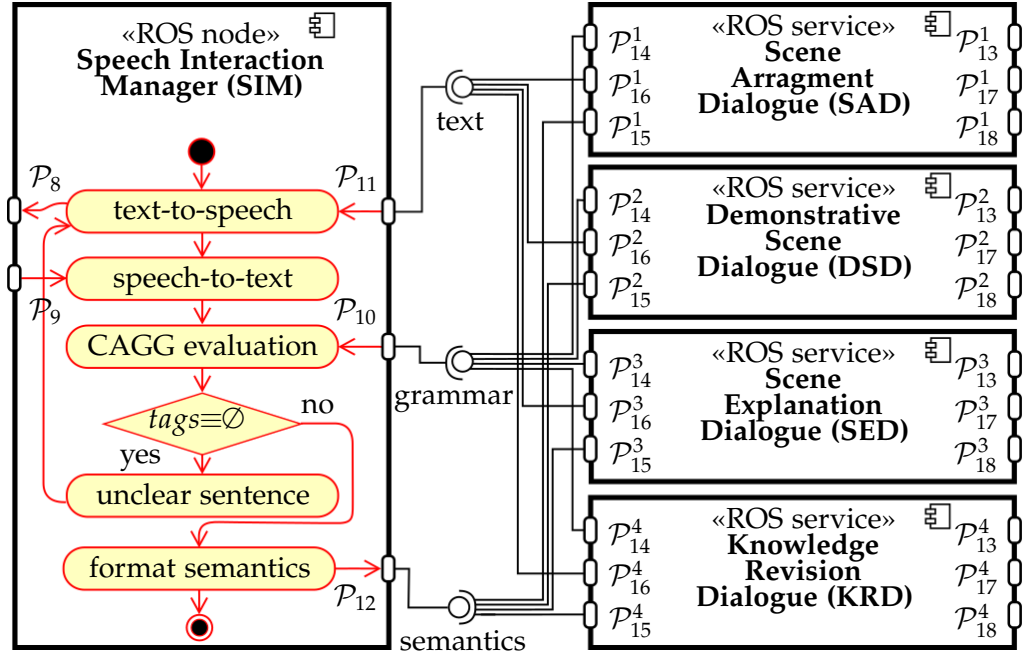 «ROS node»
Speech Interaction
Manager (SIM)
P₈
P₁₁
text-to-speech
speech-to-text
P₉
P₁₀
CAGG evaluation
tags≡∅
no
yes
unclear sentence
format semantics
P₁₂
text
grammar
semantics
«ROS service»
Scene
Arragment
Dialogue (SAD)
P¹₁₄
P¹₁₆
P¹₁₅
P¹₁₃
P¹₁₇
P¹₁₈
«ROS service»
Demonstrative
Scene
Dialogue (DSD)
P²₁₄
P²₁₆
P²₁₅
P²₁₃
P²₁₇
P²₁₈
«ROS service»
Scene
Explanation
Dialogue (SED)
P³₁₄
P³₁₆
P³₁₅
P³₁₃
P³₁₇
P³₁₈
«ROS service»
Knowledge
Revision
Dialogue (KRD)
P⁴₁₄
P⁴₁₆
P⁴₁₅
P⁴₁₃
P⁴₁₇
P⁴₁₈